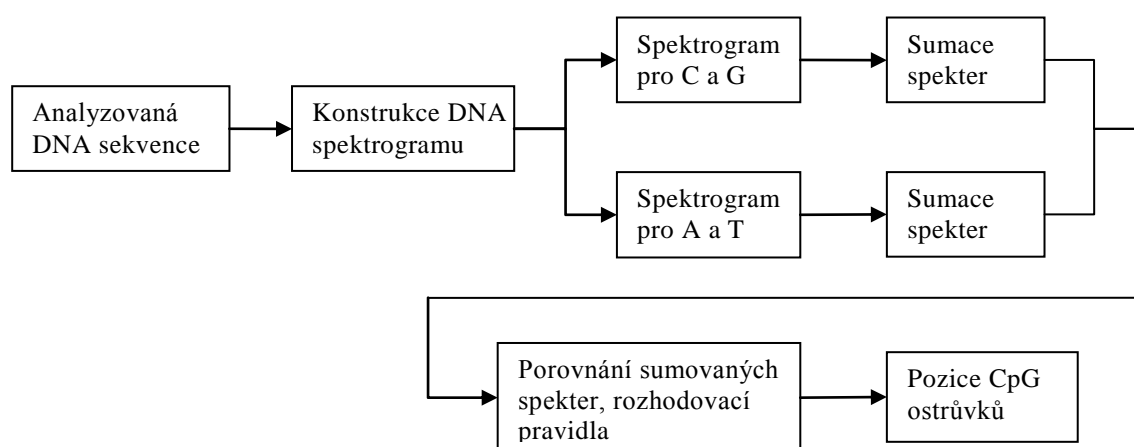 Analyzovaná
DNA sekvence
Konstrukce DNA
spektrogramu
Spektrogram
pro C a G
Sumace
spekter
Spektrogram
pro A a T
Sumace
spekter
Porovnání sumovaných
spekter, rozhodovací
pravidla
Pozice CpG
ostrůvků